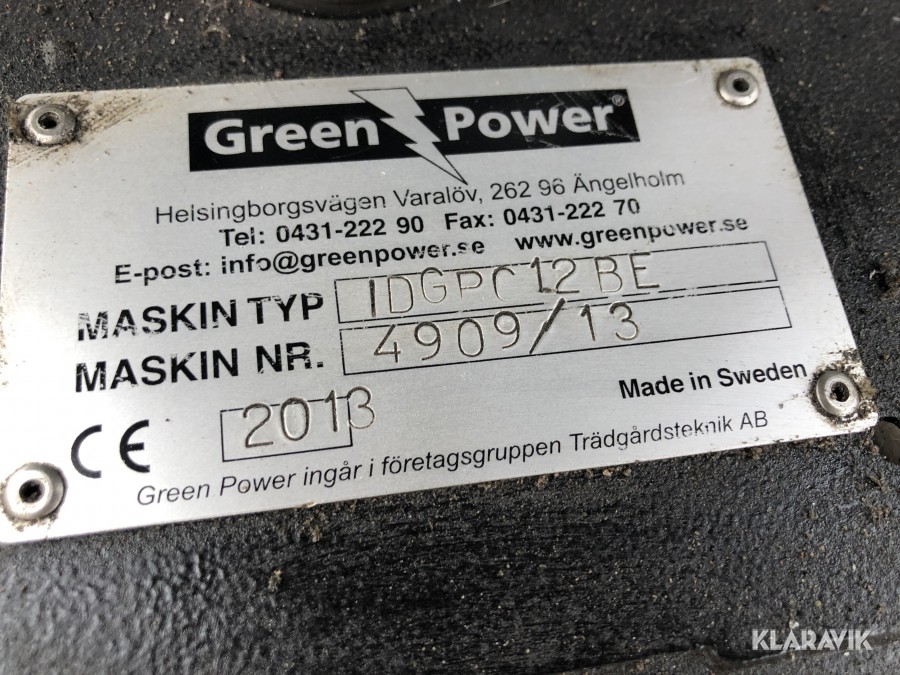 Green Power®
Helsingborgsvägen Varalöv, 262 96 Ängelholm
Tel: 0431-222 90 Fax: 0431-222 70
E-post: info@greenpower.se www.greenpower.se
MASKIN TYP IDGPC12BE
MASKIN NR. 4909/13
Made in Sweden
CE 2013
Green Power ingår i företagsgruppen Trädgårdsteknik AB
KLARAVIK